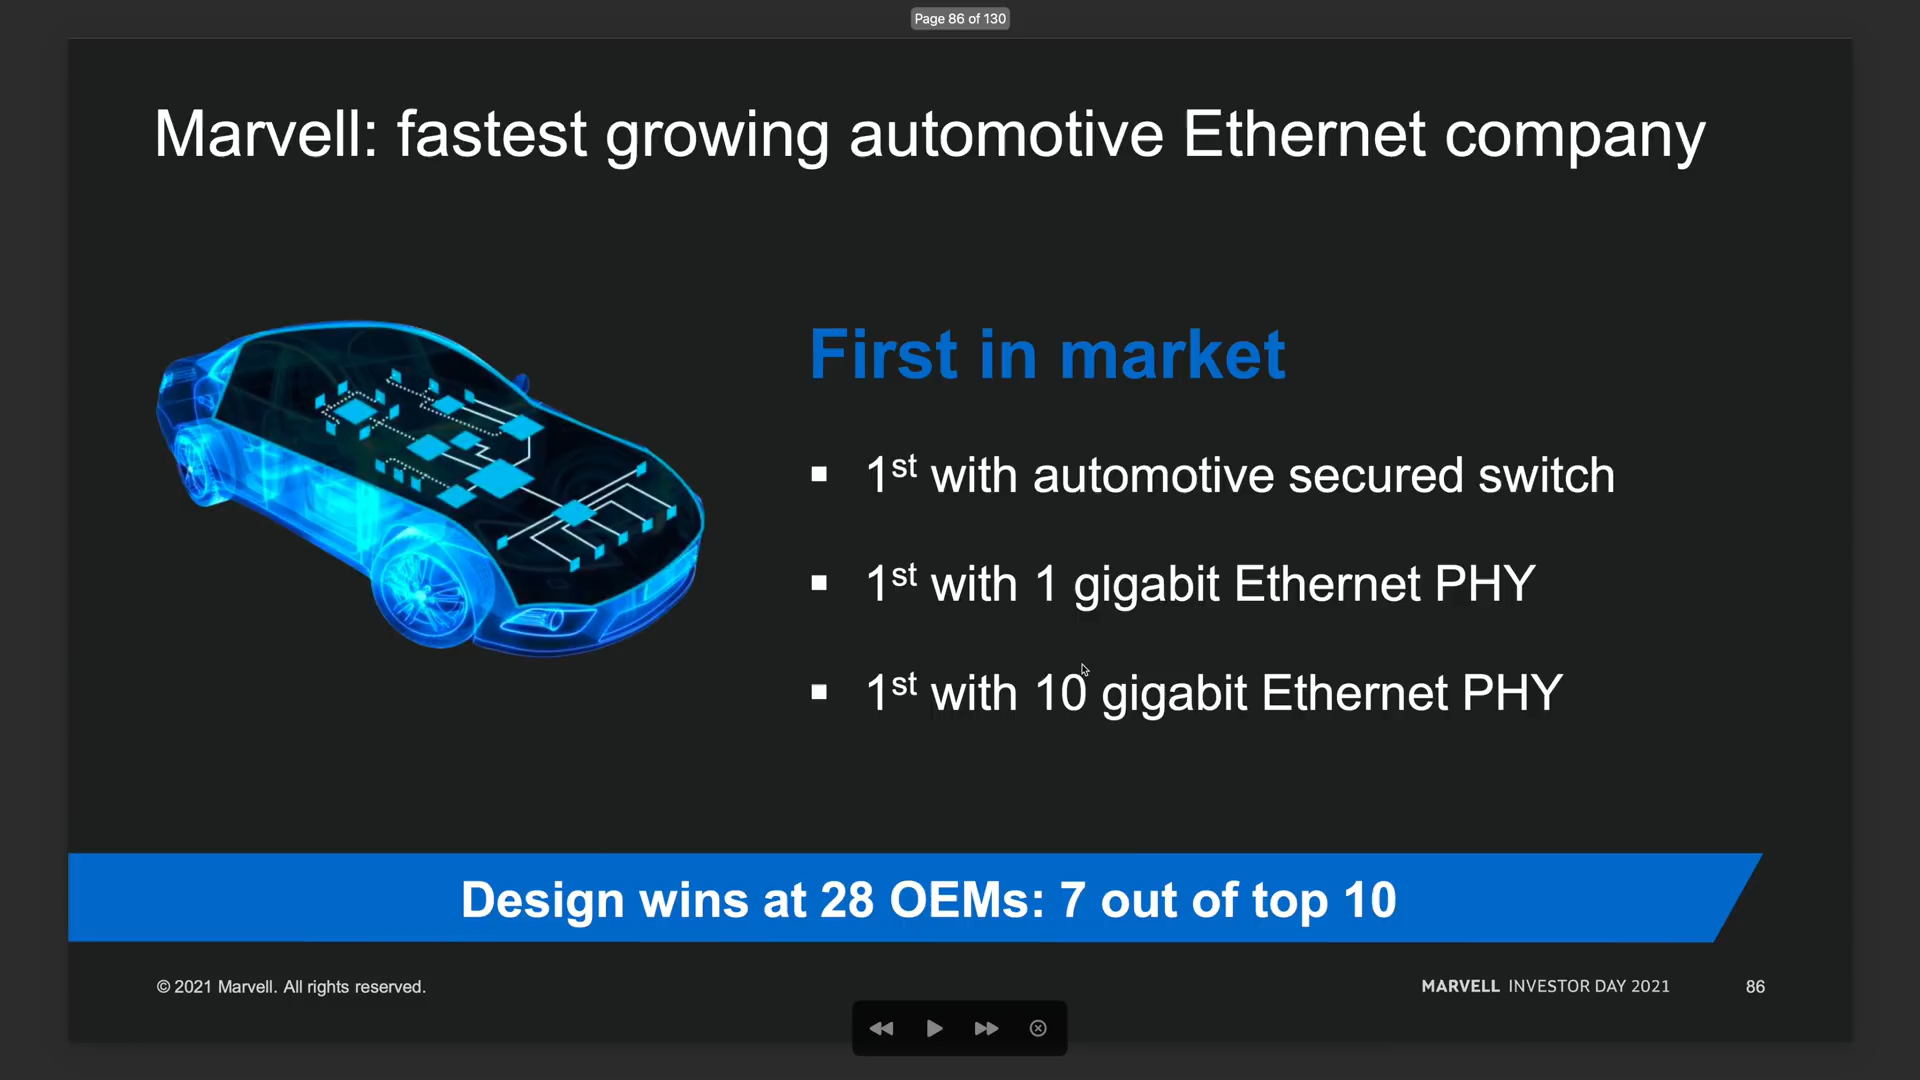 Page 86 of 130
Marvell: fastest growing automotive Ethernet company
First in market
▪ 1st with automotive secured switch
▪ 1st with 1 gigabit Ethernet PHY
▪ 1st with 10 gigabit Ethernet PHY
Design wins at 28 OEMs: 7 out of top 10
© 2021 Marvell. All rights reserved.
MARVELL INVESTOR DAY 2021
86